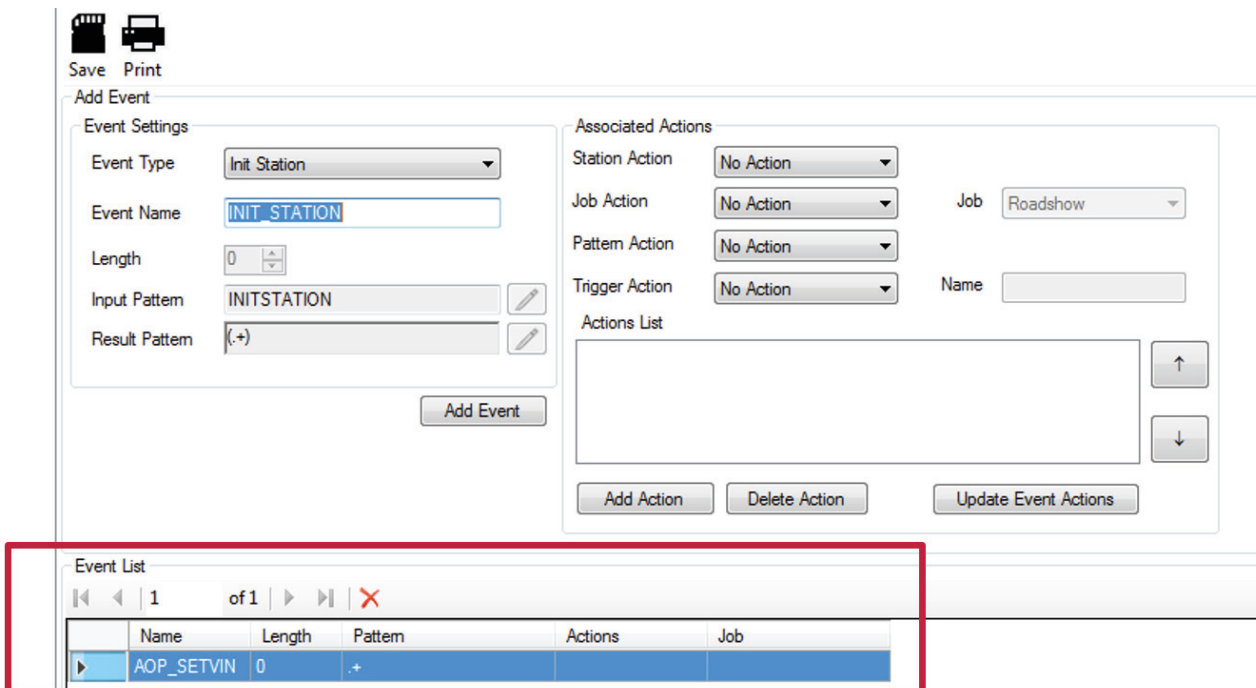 Save Print
Add Event
Event Settings
Event Type Init Station
Event Name INIT_STATION
Length 0
Input Pattern INITSTATION
Result Pattern (.+)
Add Event
Associated Actions
Station Action No Action
Job Action No Action Job Roadshow
Pattern Action No Action
Trigger Action No Action Name
Actions List
↑
↓
Add Action Delete Action Update Event Actions
Event List
1 of 1
Name Length Pattern Actions Job
AOP_SETVIN 0 .+